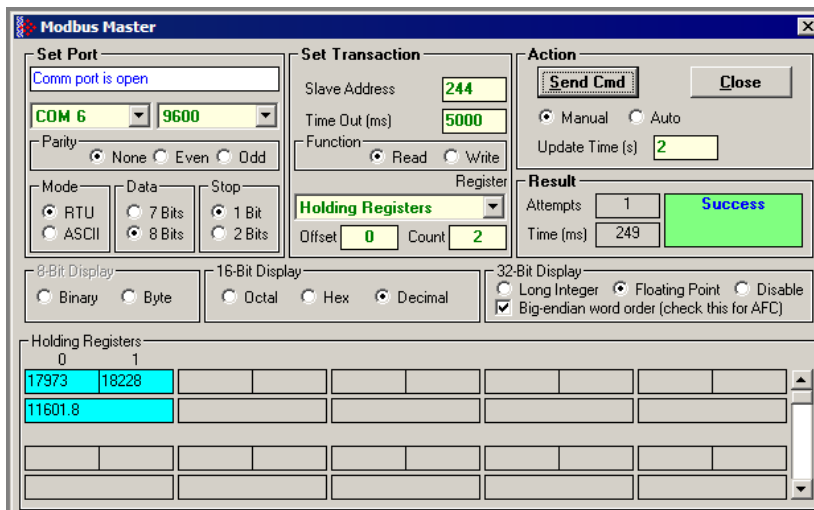 Modbus Master
Set Port
Comm port is open
COM 6 9600
Parity
None Even Odd
Mode
RTU
ASCII
Data
7 Bits
8 Bits
Stop
1 Bit
2 Bits
Set Transaction
Slave Address 244
Time Out (ms) 5000
Function
Read Write
Register
Holding Registers
Offset 0 Count 2
Action
Send Cmd Close
Manual Auto
Update Time (s) 2
Result
Attempts 1
Time (ms) 249
Success
8-Bit Display
Binary Byte
16-Bit Display
Octal Hex Decimal
32-Bit Display
Long Integer Floating Point Disable
Big-endian word order (check this for AFC)
Holding Registers
0 1
17973 18228
11601.8